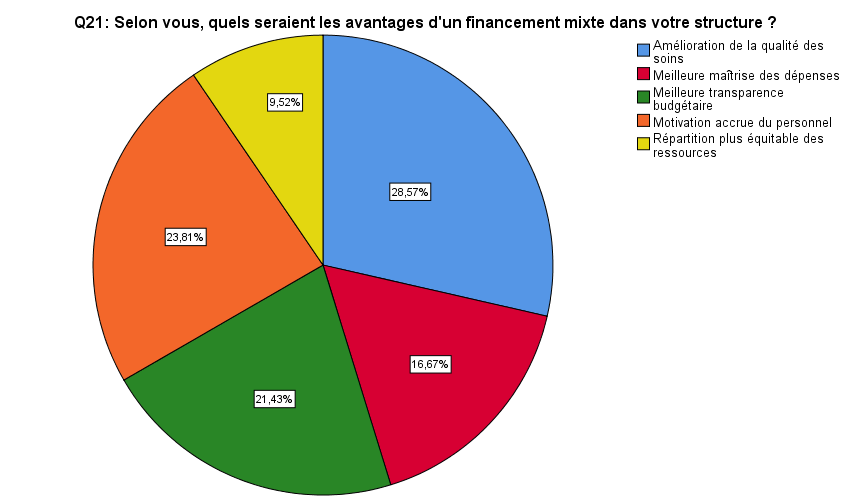 Q21: Selon vous, quels seraient les avantages d'un financement mixte dans votre structure ?
Amélioration de la qualité des
soins
Meilleure maîtrise des dépenses
Meilleure transparence
budgétaire
Motivation accrue du personnel
Répartition plus équitable des
ressources
9,52%
28,57%
23,81%
16,67%
21,43%